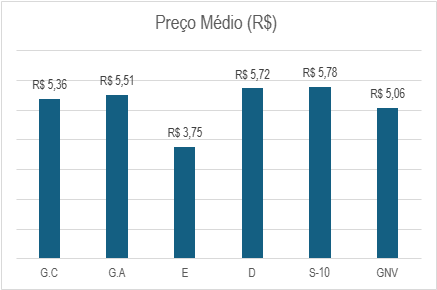 Preço Médio (R$)
R$ 5,36
R$ 5,51
R$ 3,75
R$ 5,72
R$ 5,78
R$ 5,06
G.C
G.A
E
D
S-10
GNV